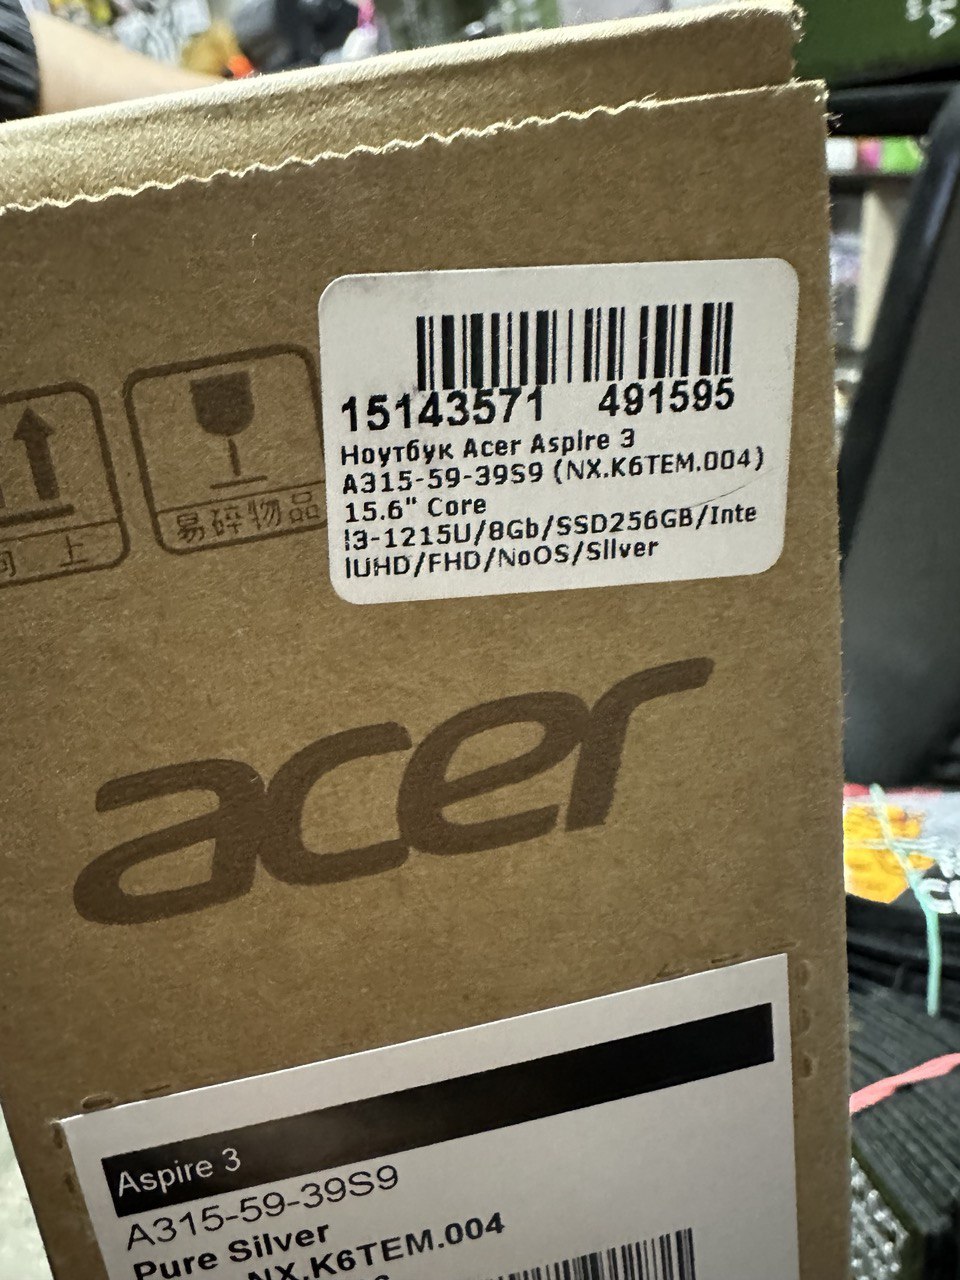 15143571 491595
Ноутбук Acer Aspire 3
A315-59-39S9 (NX.K6TEM.004)
15.6" Core
i3-1215U/8Gb/SSD256GB/Inte
lUHD/FHD/NoOS/Silver
易碎物品
向上
acer
Aspire 3
A315-59-39S9
Pure Silver
NX.K6TEM.004